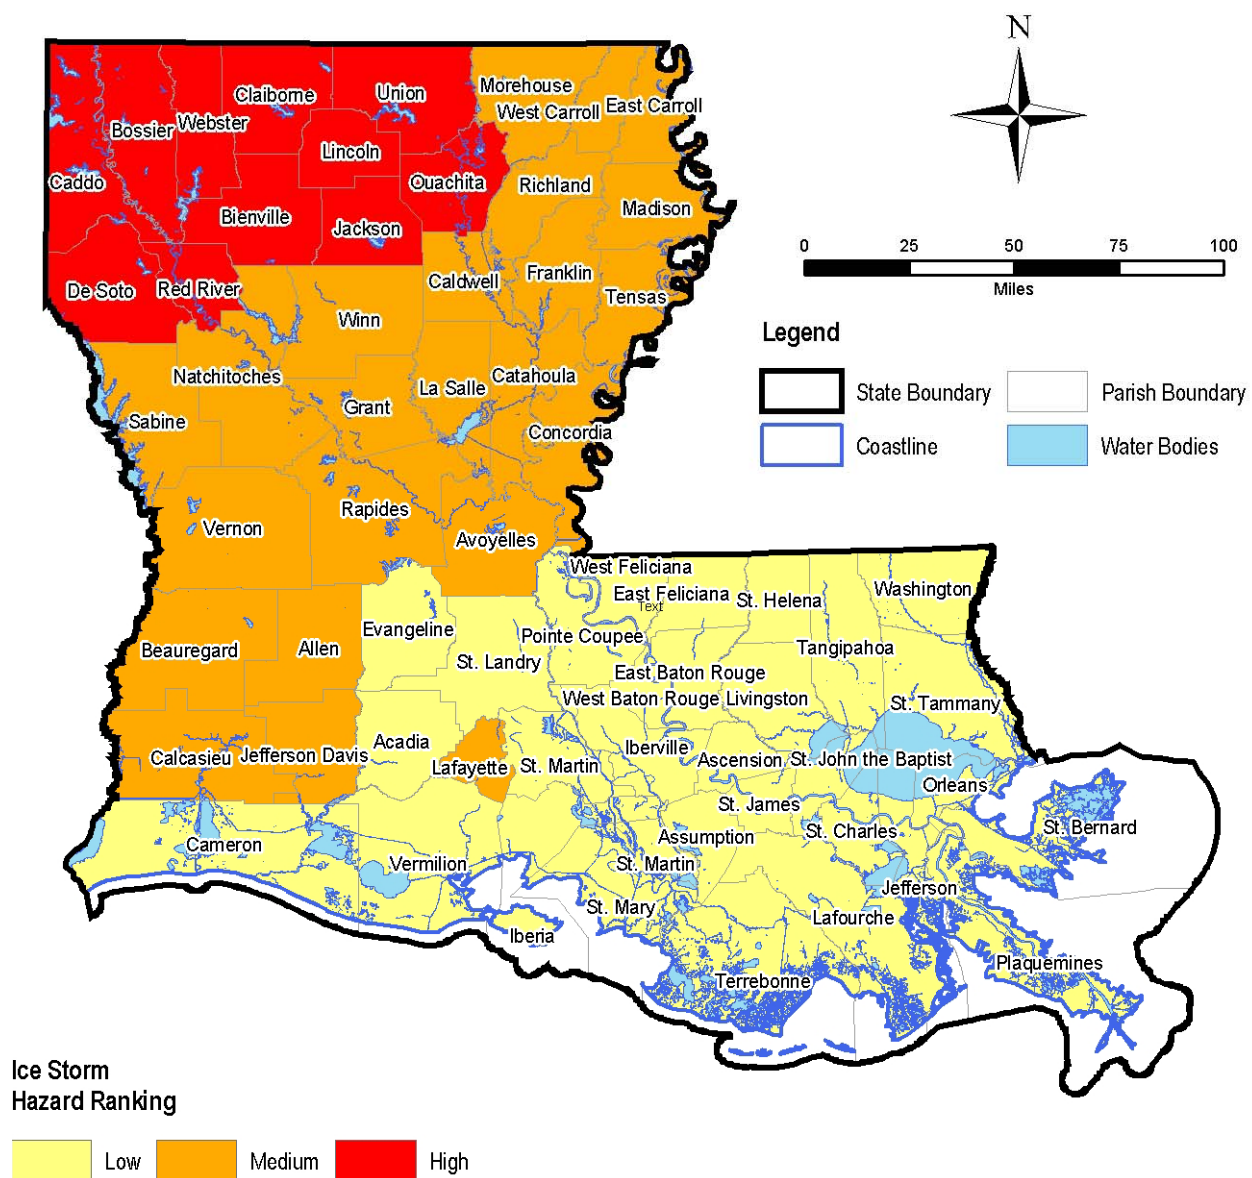 N
Morehouse
Union
Claiborne
East Carroll
West Carroll
Webster
Bossier
Lincoln
Caddo
Ouachita
Richland
Madison
Bienville
Jackson
0 25 50 75 100
Miles
Franklin
Caldwell
De Soto
Red River
Tensas
Winn
Legend
State Boundary
Parish Boundary
Coastline
Water Bodies
Natchitoches
La Salle
Catahoula
Grant
Sabine
Concordia
Rapides
Vernon
Avoyelles
West Feliciana
East Feliciana
Text
St. Helena
Washington
Evangeline
Pointe Coupee
Beauregard
Allen
Tangipahoa
St. Landry
East Baton Rouge
West Baton Rouge
Livingston
St. Tammany
Acadia
Iberville
Calcasieu
Jefferson Davis
Lafayette
St. Martin
Ascension
St. John the Baptist
Orleans
St. James
St. Charles
St. Bernard
Assumption
Cameron
Vermilion
St. Martin
Jefferson
St. Mary
Lafourche
Iberia
Plaquemines
Terrebonne
Ice Storm
Hazard Ranking
Low
Medium
High